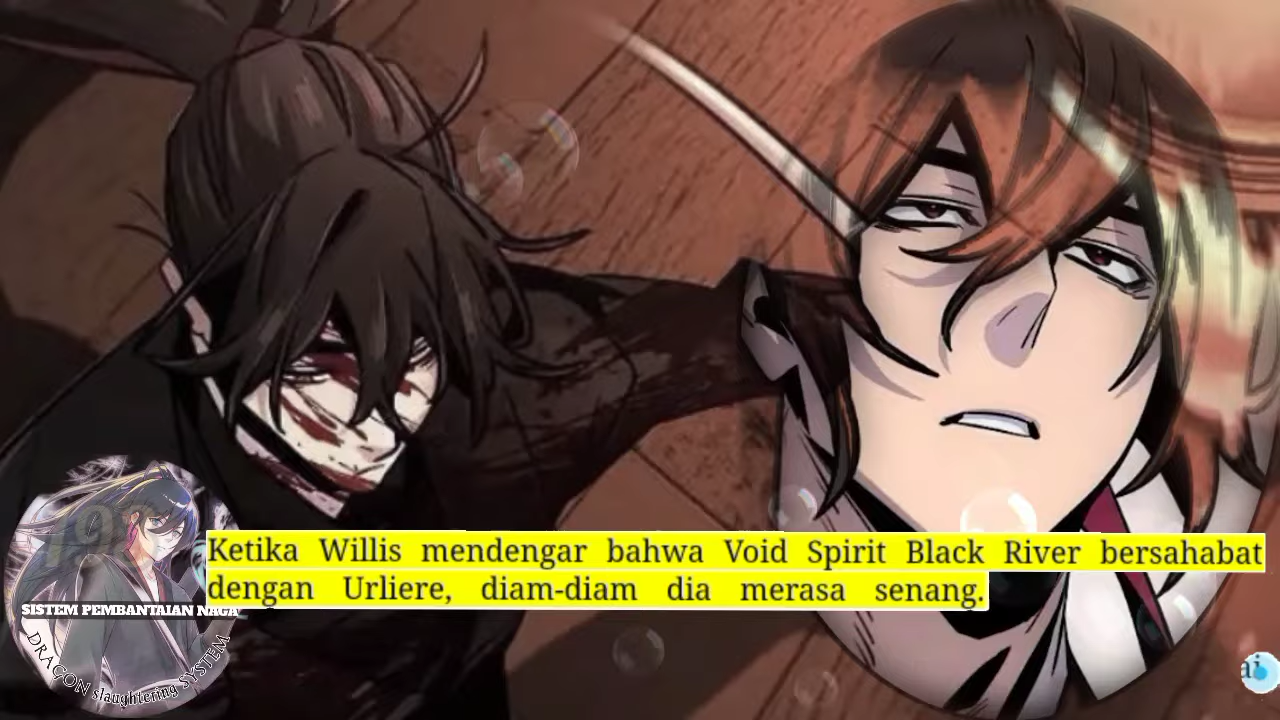 Ketika Willis mendengar bahwa Void Spirit Black River bersahabat
dengan Urliere, diam-diam dia merasa senang.
SISTEM PEMBANTAIAN NAGA
DRAGON slaughtering SYSTEM
ai